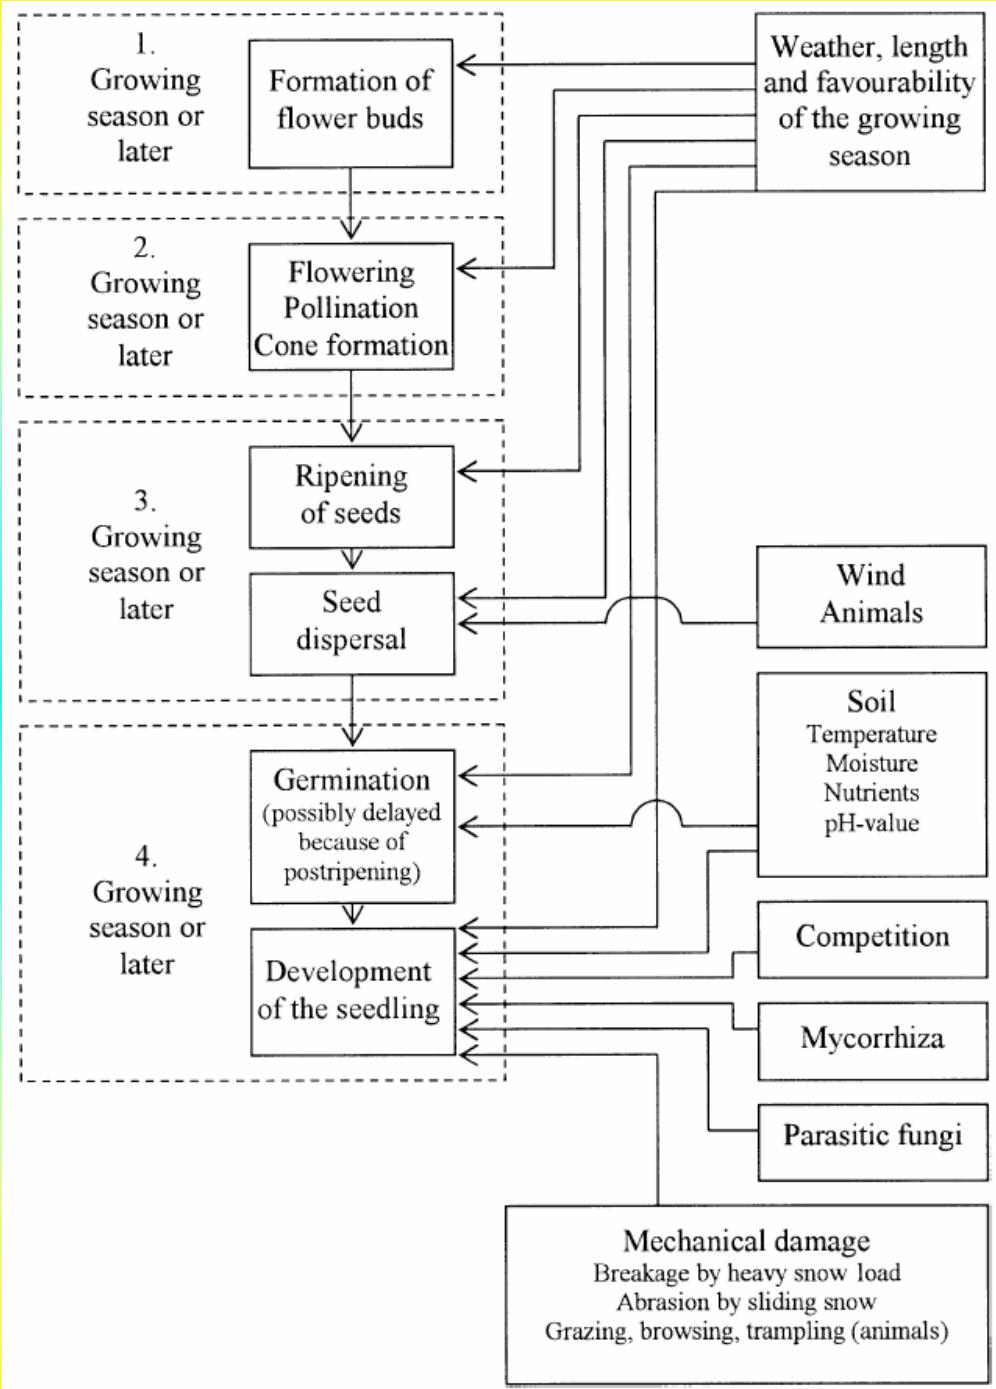 1.
Growing
season or
later
Formation of
flower buds
Weather, length
and favourability
of the growing
season
2.
Growing
season or
later
Flowering
Pollination
Cone formation
3.
Growing
season or
later
Ripening
of seeds
Seed
dispersal
Wind
Animals
4.
Growing
season or
later
Germination
(possibly delayed
because of
postripening)
Development
of the seedling
Soil
Temperature
Moisture
Nutrients
pH-value
Competition
Mycorrhiza
Parasitic fungi
Mechanical damage
Breakage by heavy snow load
Abrasion by sliding snow
Grazing, browsing, trampling (animals)